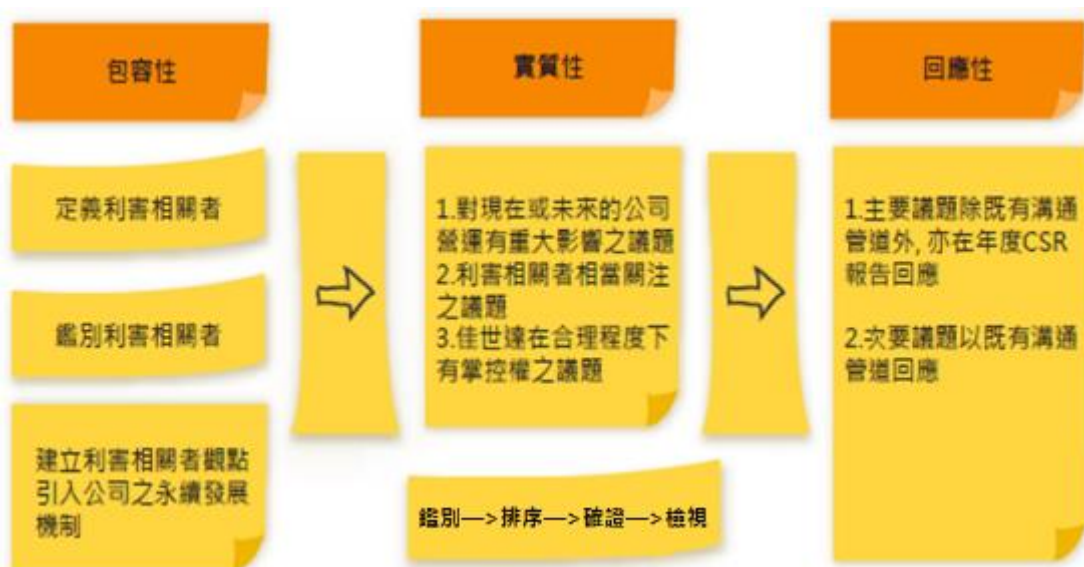 包容性
定義利害相關者
鑑別利害相關者
建立利害相關者觀點
引入公司之永續發展
機制
實質性
1.對現在或未來的公司
營運有重大影響之議題
2.利害相關者相當關注
之議題
3.佳世達在合理程度下
有掌控權之議題
鑑別—>排序—>確證—>檢視
回應性
1.主要議題除既有溝通
管道外, 亦在年度CSR
報告回應
2.次要議題以既有溝通
管道回應